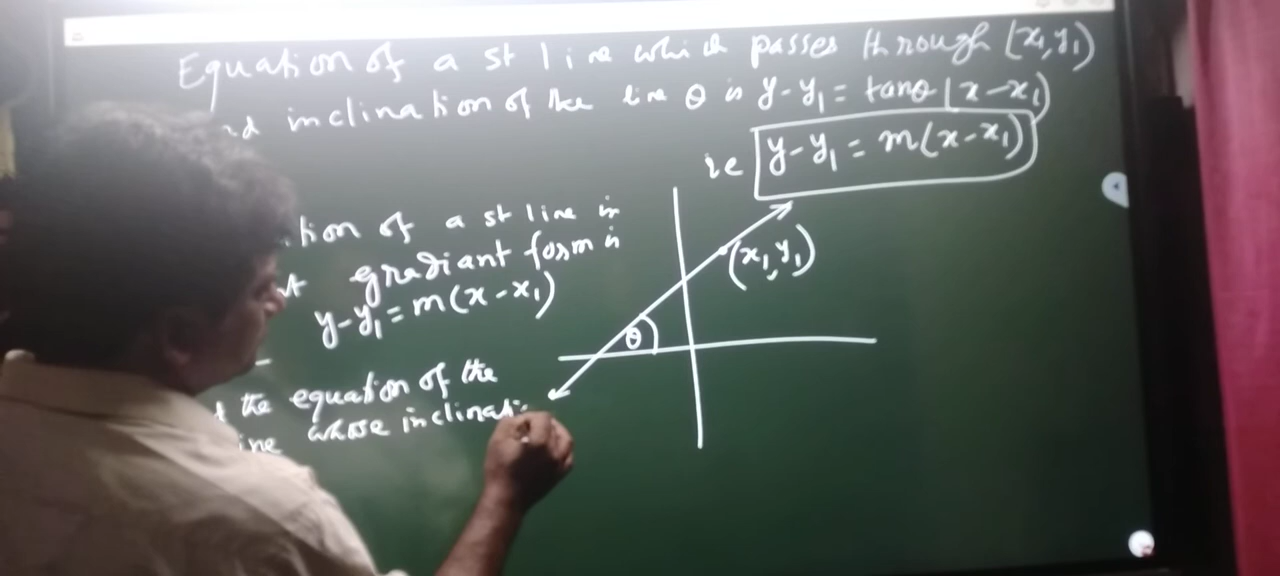 Equation of a st line which passes through (x₁,y₁)
inclination of the line θ is y-y₁ = tanθ (x-x₁)
ie y-y₁ = m(x-x₁)
of a st line in
gradiant form is
y-y₁ = m(x-x₁)
(x₁,y₁)
θ
the equation of the
whose inclinati